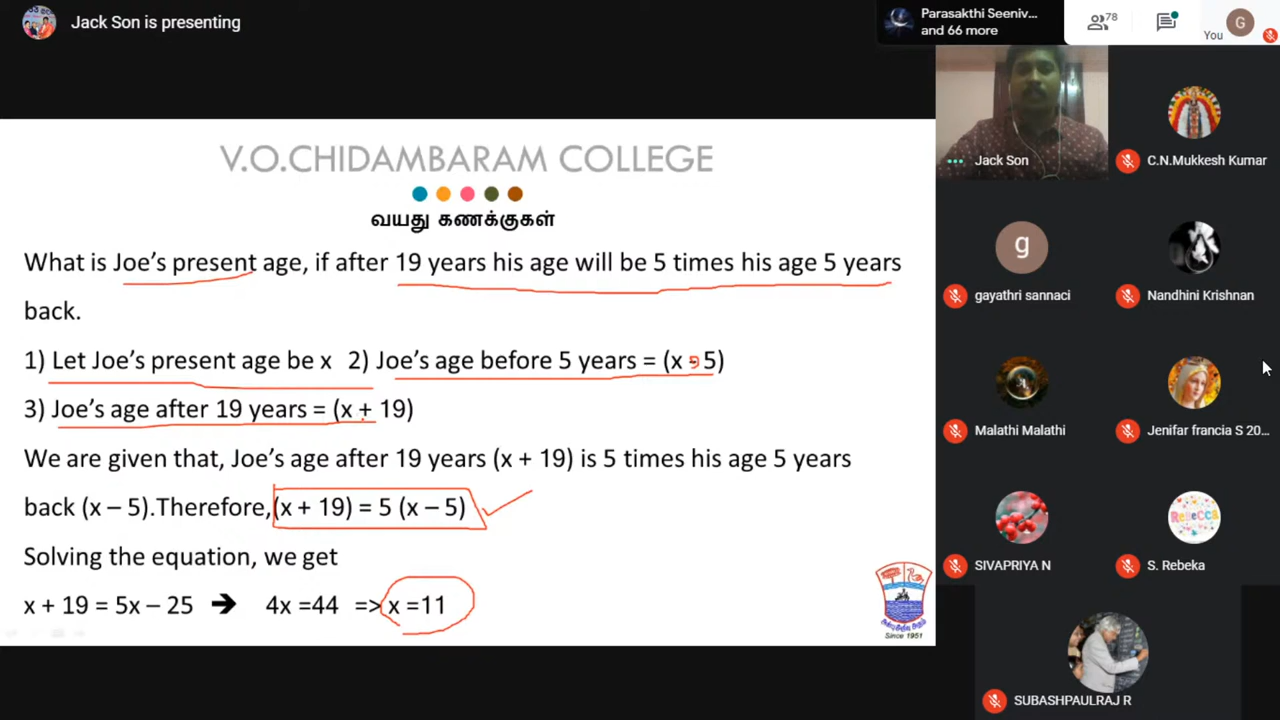 Jack Son is presenting
Parasakthi Seeniv...
and 66 more
78
You
G
V.O.CHIDAMBARAM COLLEGE
வயது கணக்குகள்
What is Joe's present age, if after 19 years his age will be 5 times his age 5 years
back.
1) Let Joe's present age be x 2) Joe's age before 5 years = (x - 5)
3) Joe's age after 19 years = (x + 19)
We are given that, Joe's age after 19 years (x + 19) is 5 times his age 5 years
back (x – 5).Therefore,(x + 19) = 5 (x – 5)
Solving the equation, we get
x + 19 = 5x – 25 ➔ 4x =44 => x =11
Since 1951
Jack Son
C.N.Mukkesh Kumar
g
gayathri sannaci
Nandhini Krishnan
Malathi Malathi
Jenifar francia S 20...
SIVAPRIYA N
REBECCA
S. Rebeka
SUBASHPAULRAJ R